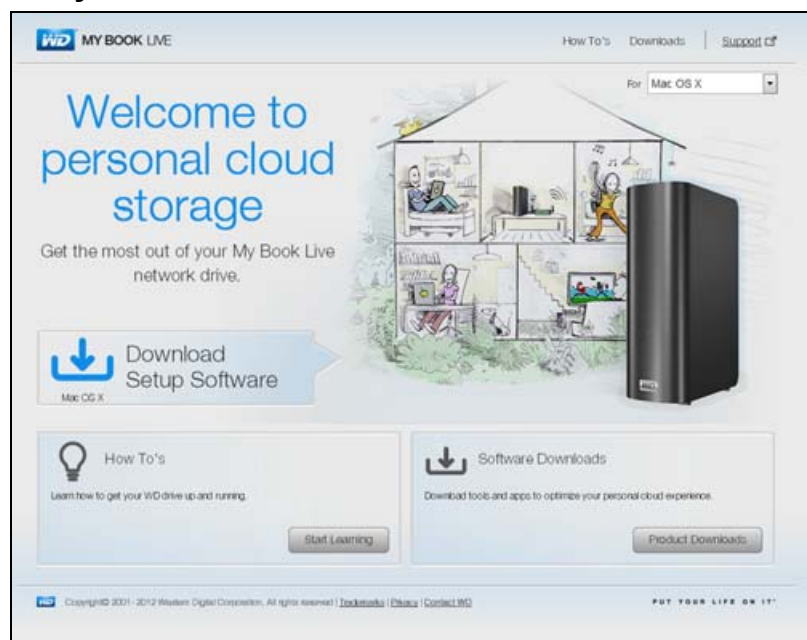 WD MY BOOK LIVE
How To's Downloads Support
For Mac OS X
Welcome to
personal cloud
storage
Get the most out of your My Book Live
network drive.
Download
Setup Software
Mac OS X
WD
How To's
Learn how to get your WD drive up and running.
Start Learning
Software Downloads
Download tools and apps to optimize your personal cloud experience.
Product Downloads
WD Copyright© 2001 - 2012 Western Digital Corporation, All rights reserved | Trademarks | Privacy | Contact WD
PUT YOUR LIFE ON IT®